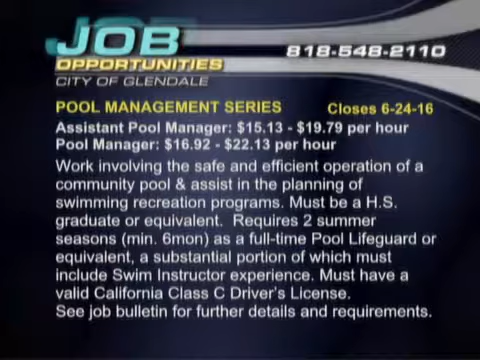 JOB
OPPORTUNITIES
CITY OF GLENDALE
818-548-2110
POOL MANAGEMENT SERIES Closes 6-24-16
Assistant Pool Manager: $15.13 - $19.79 per hour
Pool Manager: $16.92 - $22.13 per hour
Work involving the safe and efficient operation of a
community pool & assist in the planning of
swimming recreation programs. Must be a H.S.
graduate or equivalent. Requires 2 summer
seasons (min. 6mon) as a full-time Pool Lifeguard or
equivalent, a substantial portion of which must
include Swim Instructor experience. Must have a
valid California Class C Driver's License.
See job bulletin for further details and requirements.